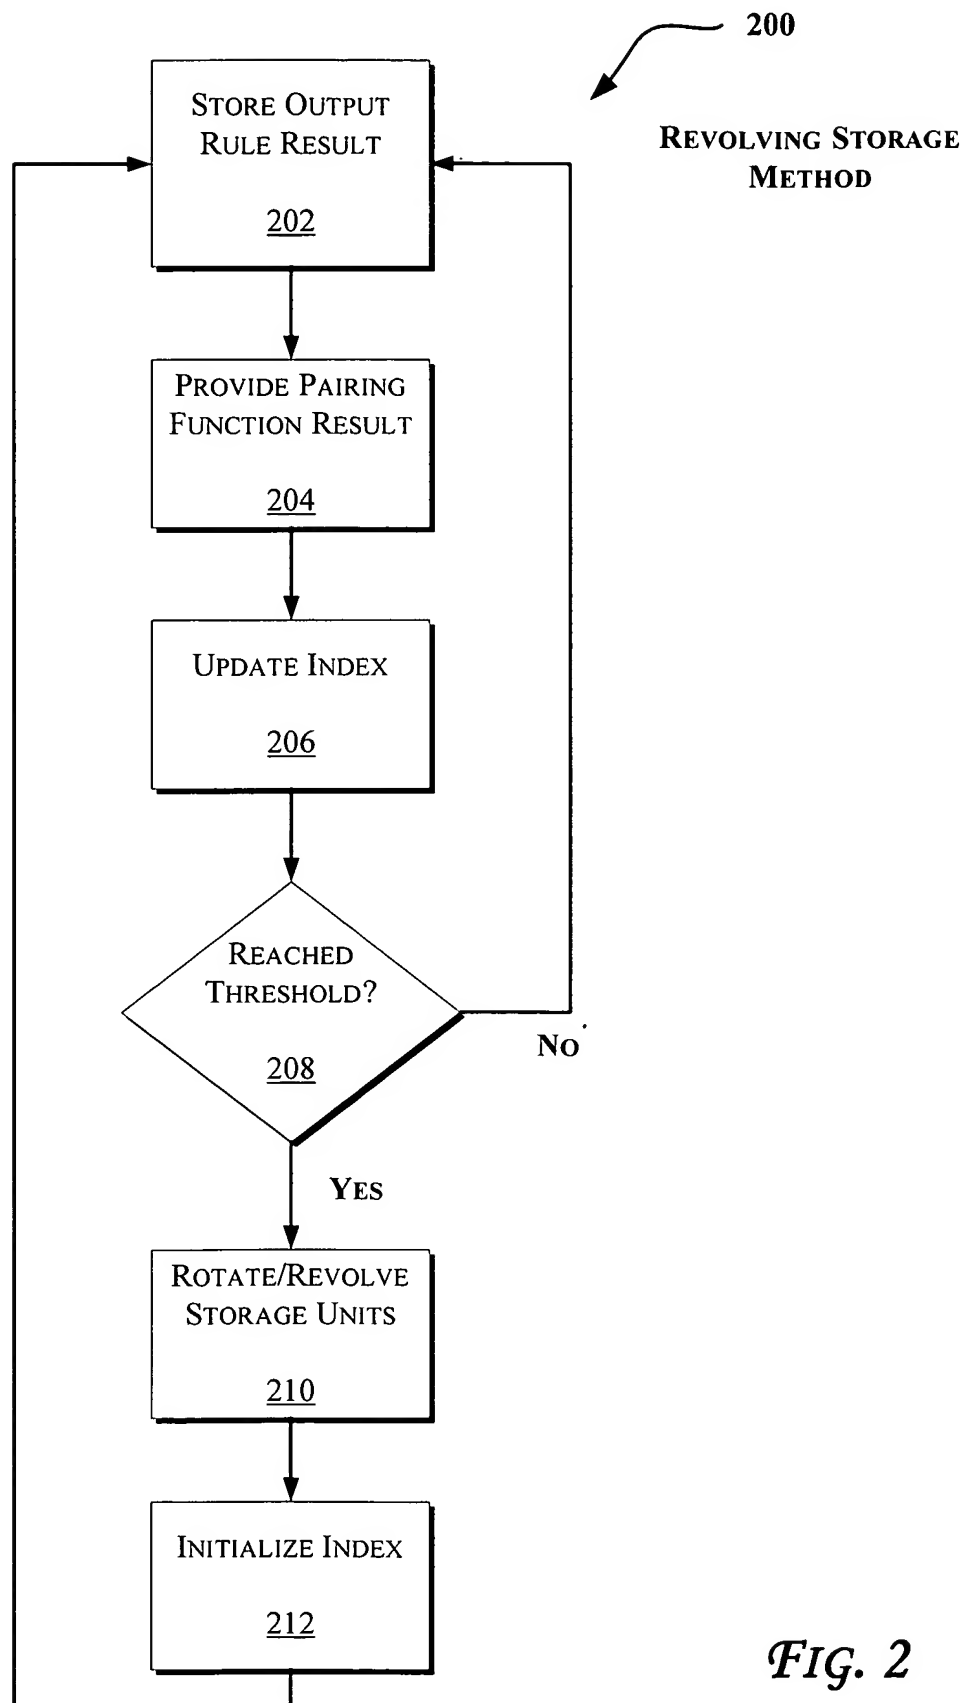 200
REVOLVING STORAGE
METHOD
STORE OUTPUT
RULE RESULT
202
PROVIDE PAIRING
FUNCTION RESULT
204
UPDATE INDEX
206
REACHED
THRESHOLD?
208
NO
YES
ROTATE/REVOLVE
STORAGE UNITS
210
INITIALIZE INDEX
212
FIG. 2